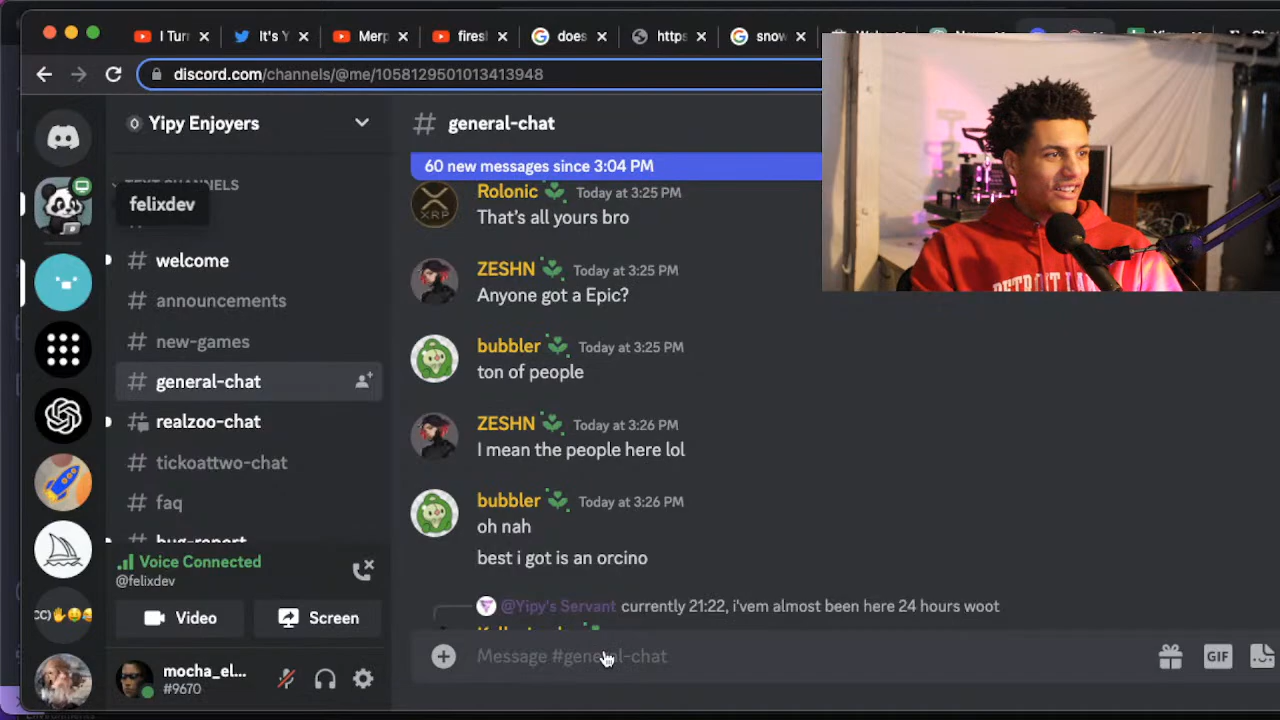 I Tur
It's Y
Merp
fires
does
https
snow
discord.com/channels/@me/1058129501013413948
Yipy Enjoyers
general-chat
60 new messages since 3:04 PM
TEXT CHANNELS
felixdev
welcome
announcements
new-games
general-chat
realzoo-chat
tickoattwo-chat
faq
bug-report
Voice Connected
@felixdev
Video
Screen
mocha_el...
#9670
XRP
Rolonic Today at 3:25 PM
That's all yours bro
ZESHN Today at 3:25 PM
Anyone got a Epic?
bubbler Today at 3:25 PM
ton of people
ZESHN Today at 3:26 PM
I mean the people here lol
bubbler Today at 3:26 PM
oh nah
best i got is an orcino
@Yipy's Servant currently 21:22, i'vem almost been here 24 hours woot
Message #general-chat
GIF
DETROIT